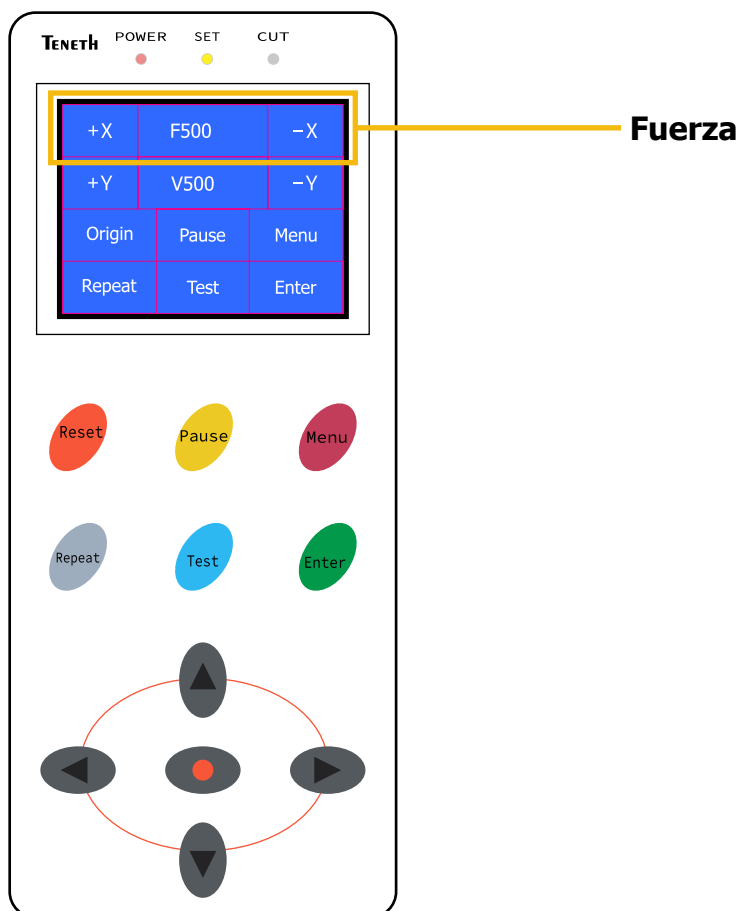 TENETH POWER SET CUT
+X F500 −X Fuerza
+Y V500 −Y
Origin Pause Menu
Repeat Test Enter
Reset Pause Menu
Repeat Test Enter